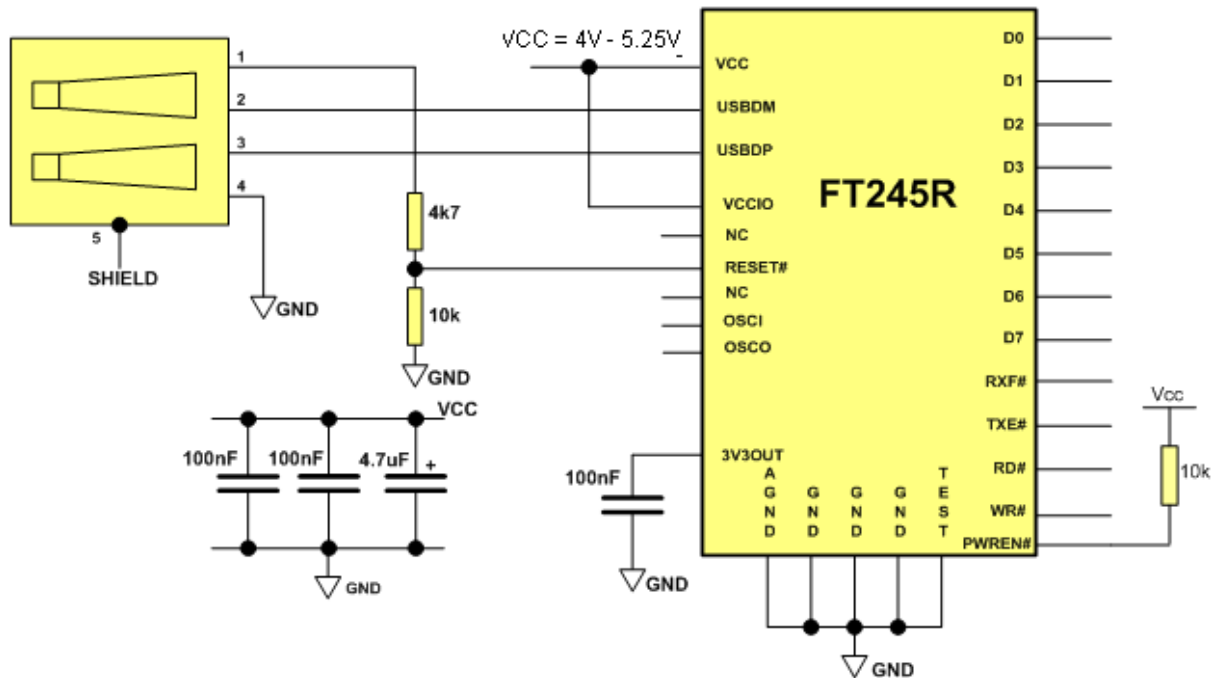 VCC = 4V - 5.25V
1
2
3
4
5
SHIELD
GND
4k7
10k
GND
VCC
100nF
100nF
4.7uF
+
GND
100nF
GND
FT245R
VCC
USBDM
USBDP
VCCIO
NC
RESET#
NC
OSCI
OSCO
3V3OUT
AGND
GND
GND
GND
TEST
D0
D1
D2
D3
D4
D5
D6
D7
RXF#
TXE#
RD#
WR#
PWREN#
Vcc
10k
GND